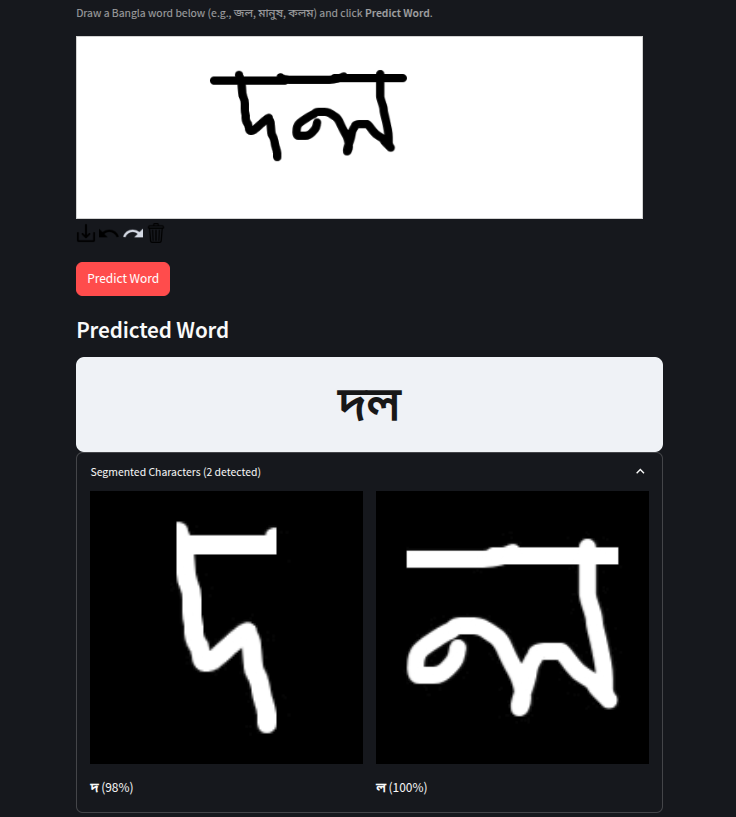 Draw a Bangla word below (e.g., জল, মানুষ, কলম) and click Predict Word.
দল
Predict Word
Predicted Word
দল
Segmented Characters (2 detected)
দ ল
দ (98%) ল (100%)